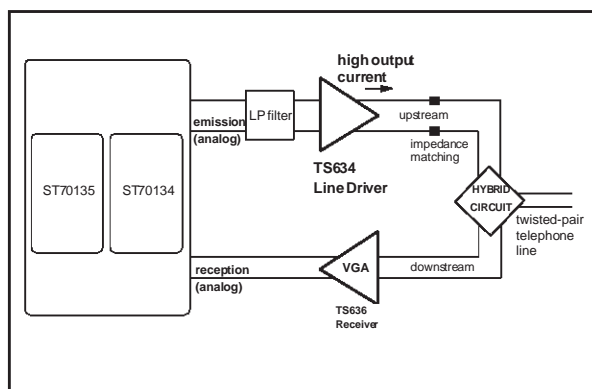 high output
current
LP filter
emission
(analog)
upstream
impedance
matching
TS634
Line Driver
ST70135
ST70134
HYBRID
CIRCUIT
twisted-pair
telephone
line
VGA
downstream
reception
(analog)
TS636
Receiver